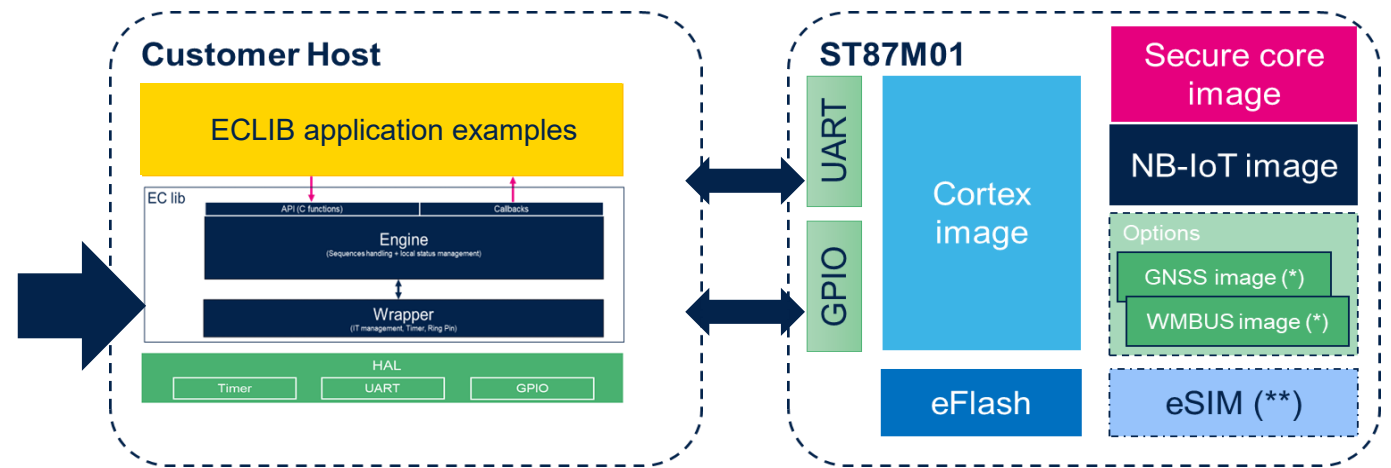 Customer Host
ECLIB application examples
EC lib
API (C functions)
Callbacks
Engine
(Sequences handling + local status management)
Wrapper
(IT management, Timer, Ring Pin)
HAL
Timer
UART
GPIO
ST87M01
UART
GPIO
Cortex
image
eFlash
Secure core
image
NB-IoT image
Options
GNSS image (*)
WMBUS image (*)
eSIM (**)